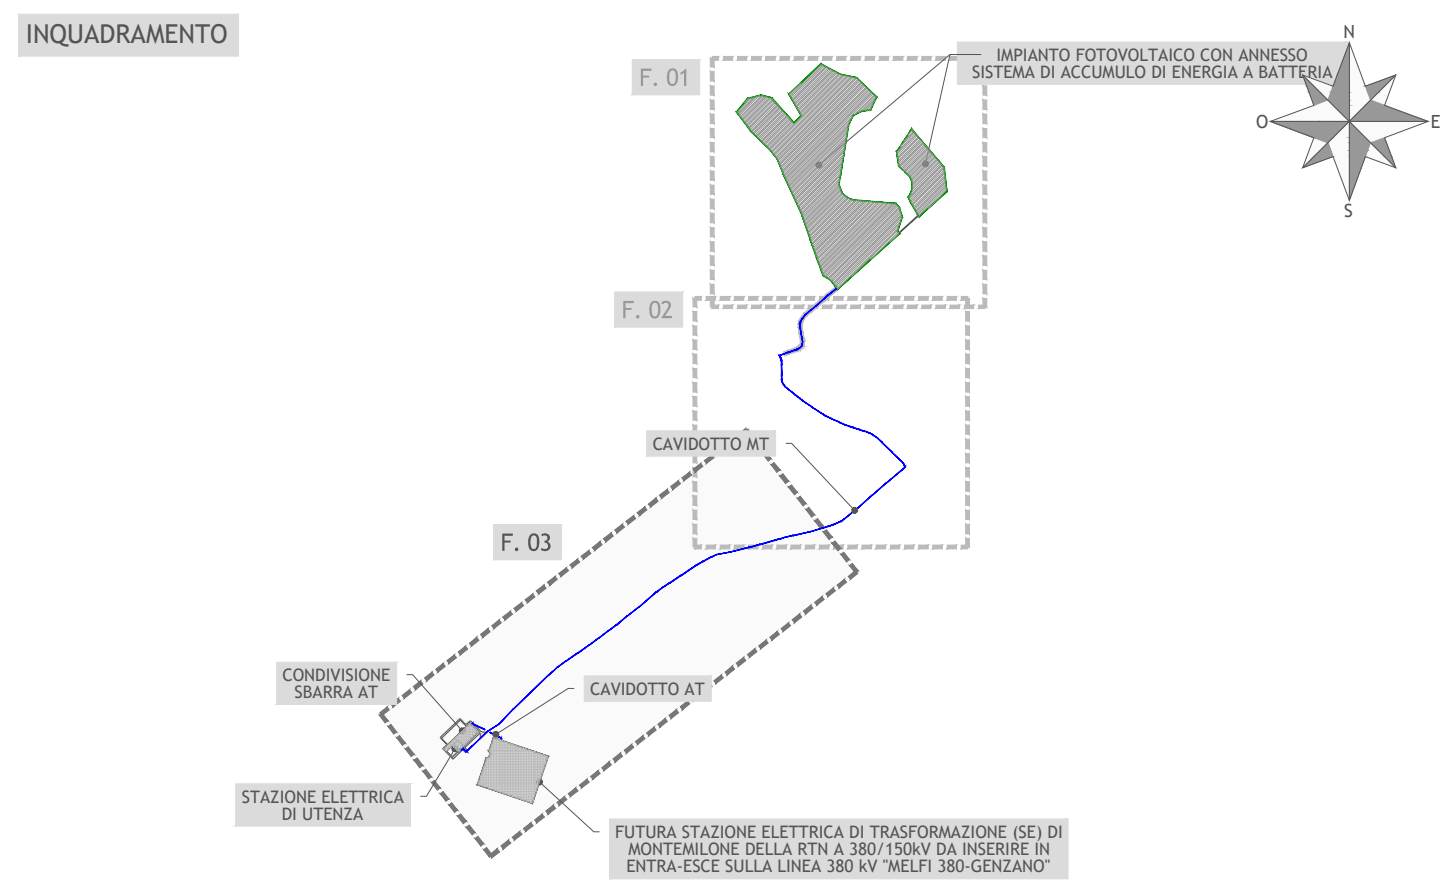 INQUADRAMENTO
F. 01
IMPIANTO FOTOVOLTAICO CON ANNESSO
SISTEMA DI ACCUMULO DI ENERGIA A BATTERIA
N
O
E
S
F. 02
CAVIDOTTO MT
F. 03
CONDIVISIONE
SBARRA AT
CAVIDOTTO AT
STAZIONE ELETTRICA
DI UTENZA
FUTURA STAZIONE ELETTRICA DI TRASFORMAZIONE (SE) DI
MONTEMILONE DELLA RTN A 380/150kV DA INSERIRE IN
ENTRA-ESCE SULLA LINEA 380 kV "MELFI 380-GENZANO"